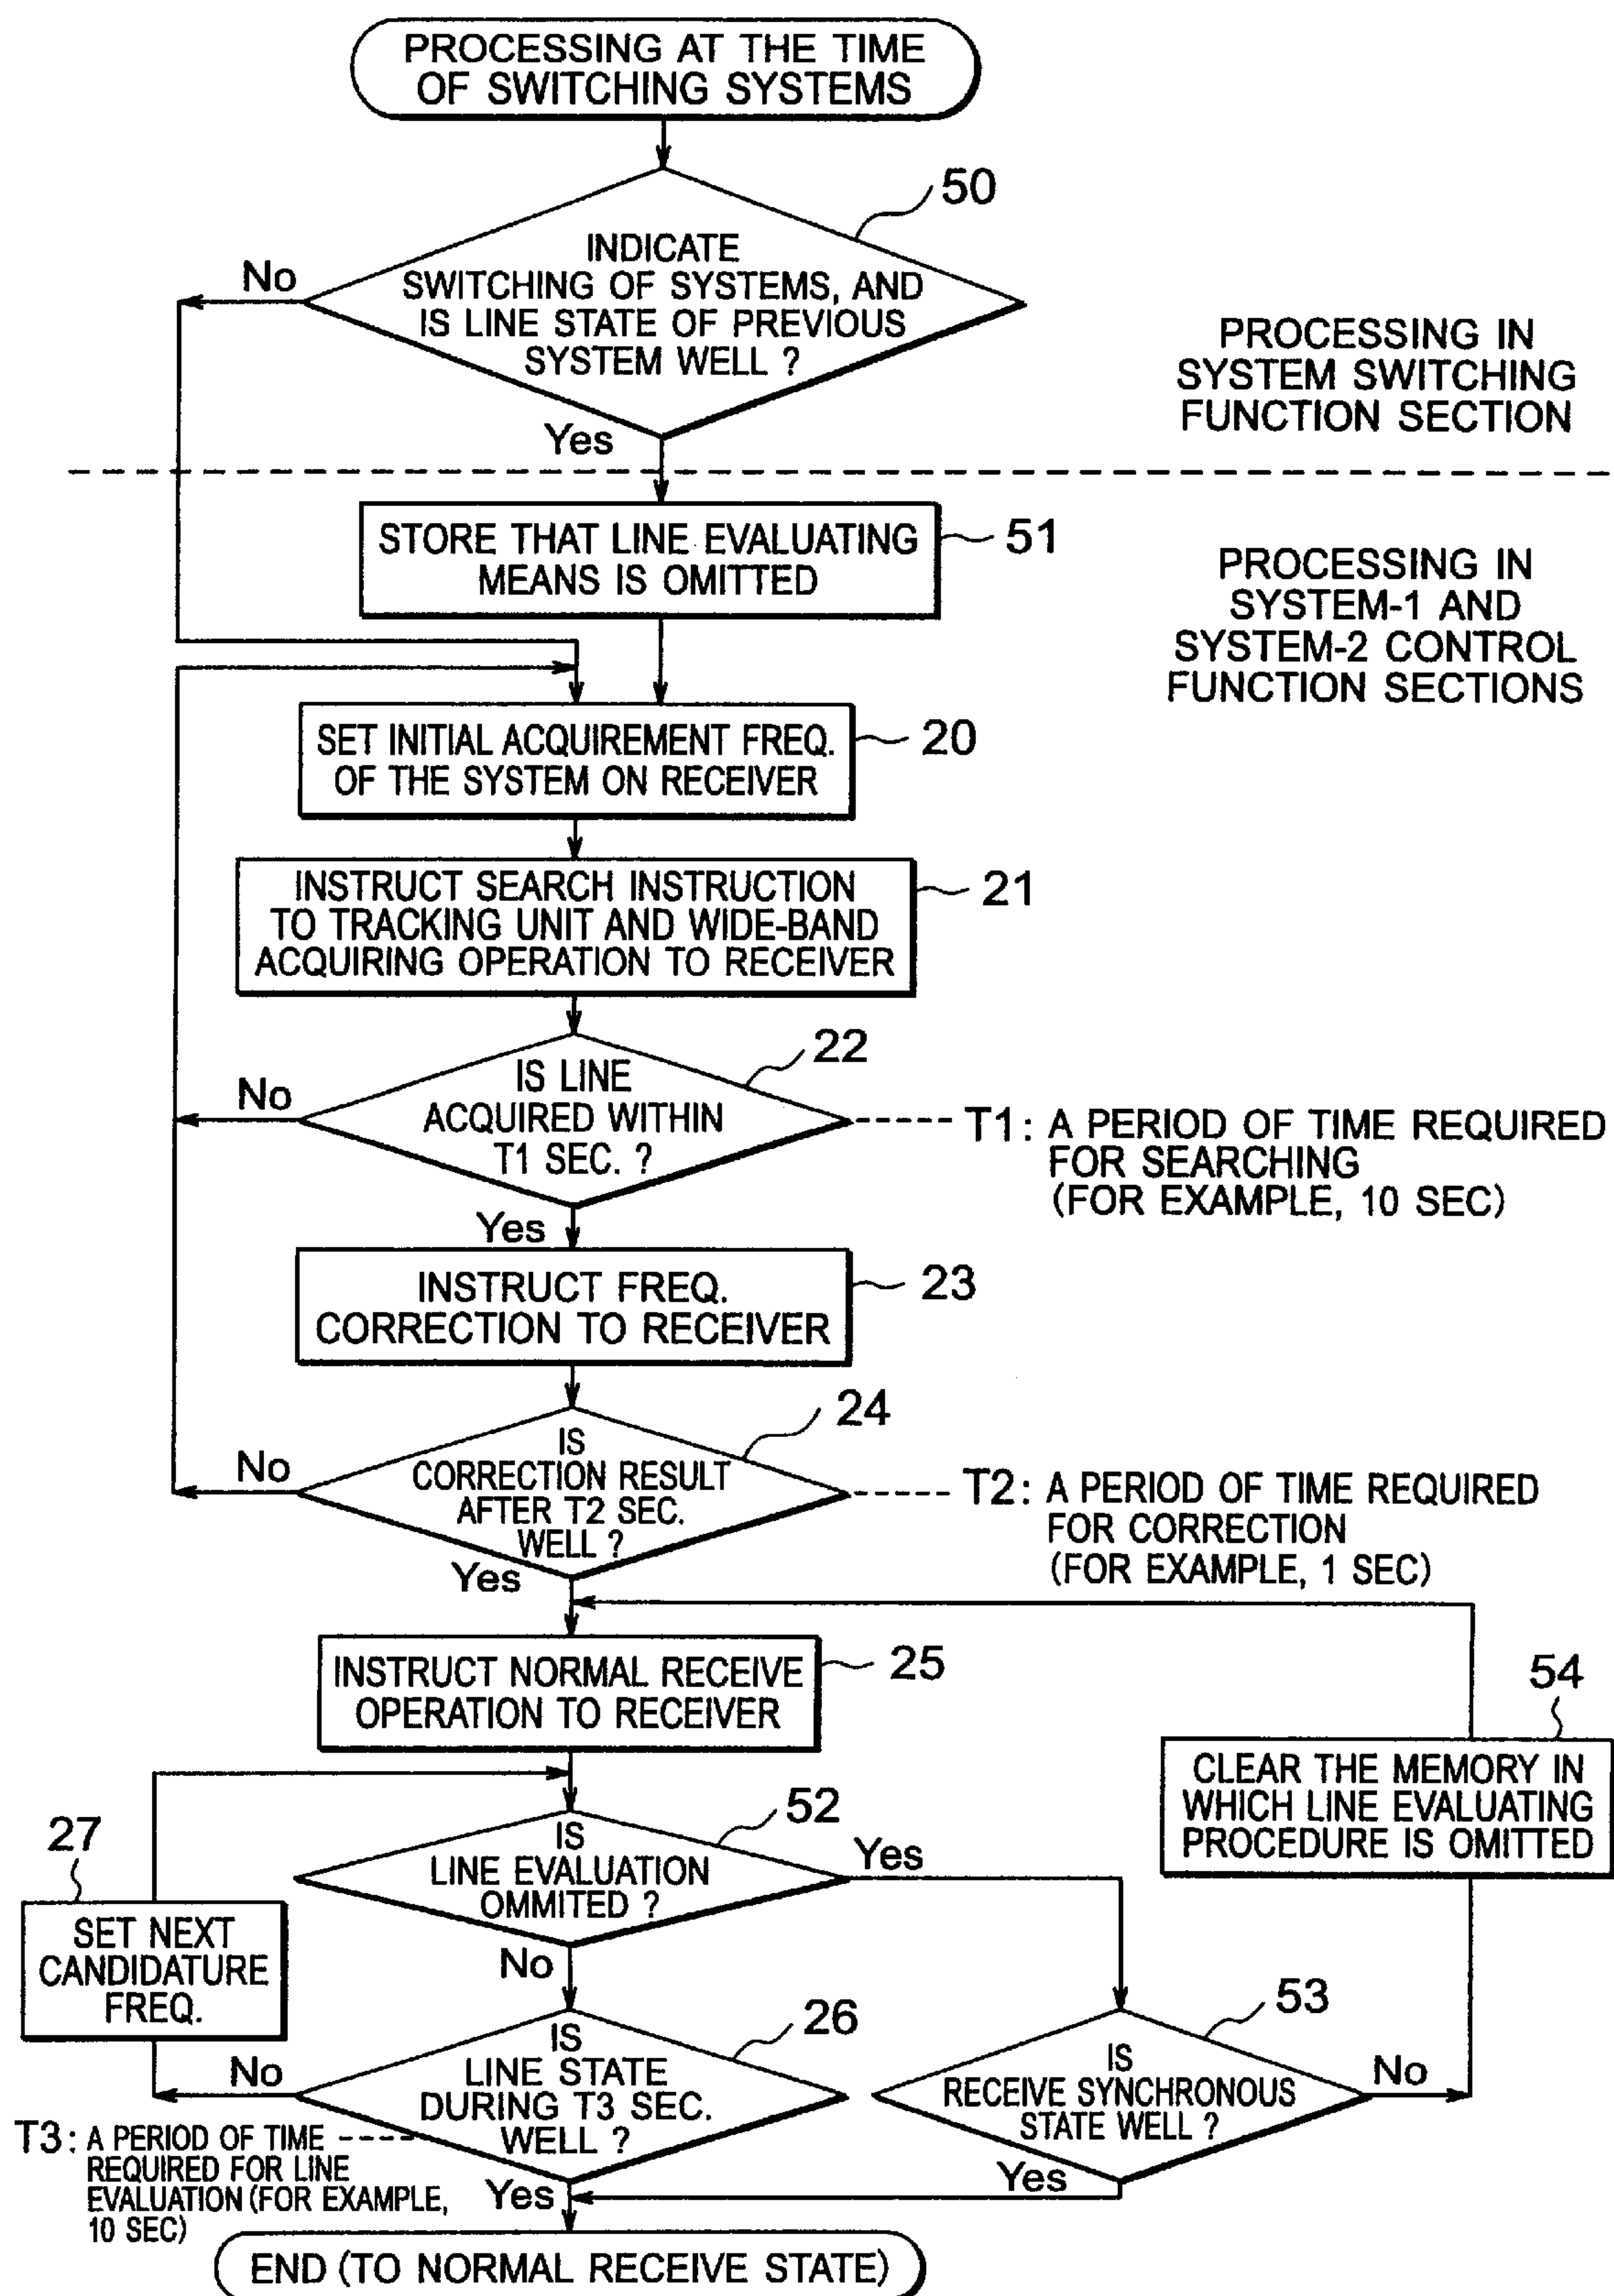 PROCESSING AT THE TIME
OF SWITCHING SYSTEMS
50
INDICATE
SWITCHING OF SYSTEMS, AND
IS LINE STATE OF PREVIOUS
SYSTEM WELL ?
No
Yes
PROCESSING IN
SYSTEM SWITCHING
FUNCTION SECTION
STORE THAT LINE EVALUATING
MEANS IS OMITTED
51
PROCESSING IN
SYSTEM-1 AND
SYSTEM-2 CONTROL
FUNCTION SECTIONS
SET INITIAL ACQUIREMENT FREQ.
OF THE SYSTEM ON RECEIVER
20
INSTRUCT SEARCH INSTRUCTION
TO TRACKING UNIT AND WIDE-BAND
ACQUIRING OPERATION TO RECEIVER
21
22
IS LINE
ACQUIRED WITHIN
T1 SEC. ?
No
Yes
T1: A PERIOD OF TIME REQUIRED
FOR SEARCHING
(FOR EXAMPLE, 10 SEC)
INSTRUCT FREQ.
CORRECTION TO RECEIVER
23
24
IS
CORRECTION RESULT
AFTER T2 SEC.
WELL ?
No
Yes
T2: A PERIOD OF TIME REQUIRED
FOR CORRECTION
(FOR EXAMPLE, 1 SEC)
INSTRUCT NORMAL RECEIVE
OPERATION TO RECEIVER
25
54
CLEAR THE MEMORY IN
WHICH LINE EVALUATING
PROCEDURE IS OMITTED
52
IS
LINE EVALUATION
OMMITED ?
Yes
No
27
SET NEXT
CANDIDATURE
FREQ.
26
IS
LINE STATE
DURING T3 SEC.
WELL ?
No
Yes
53
IS
RECEIVE SYNCHRONOUS
STATE WELL ?
No
Yes
T3: A PERIOD OF TIME
REQUIRED FOR LINE
EVALUATION (FOR EXAMPLE,
10 SEC)
END (TO NORMAL RECEIVE STATE)